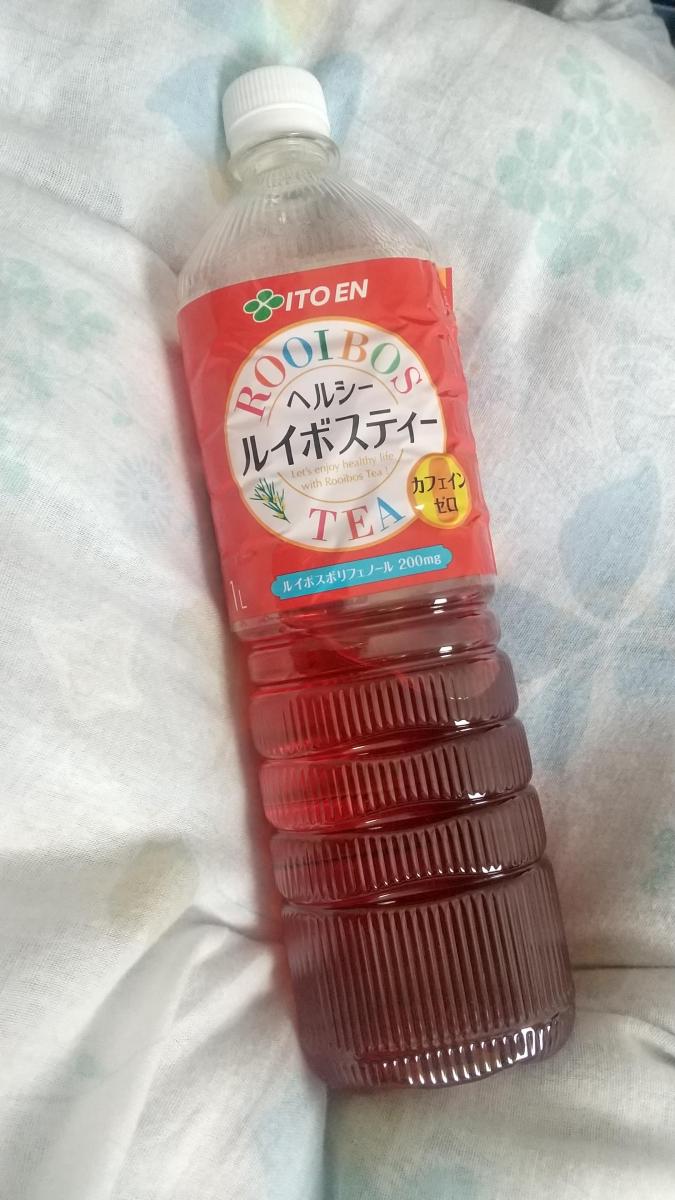 ITO EN
ROOIBOS
ヘルシー
ルイボスティー
Let's enjoy healthy life
with Rooibos Tea !
カフェイン
ゼロ
TEA
ルイボスポリフェノール 200mg
1L